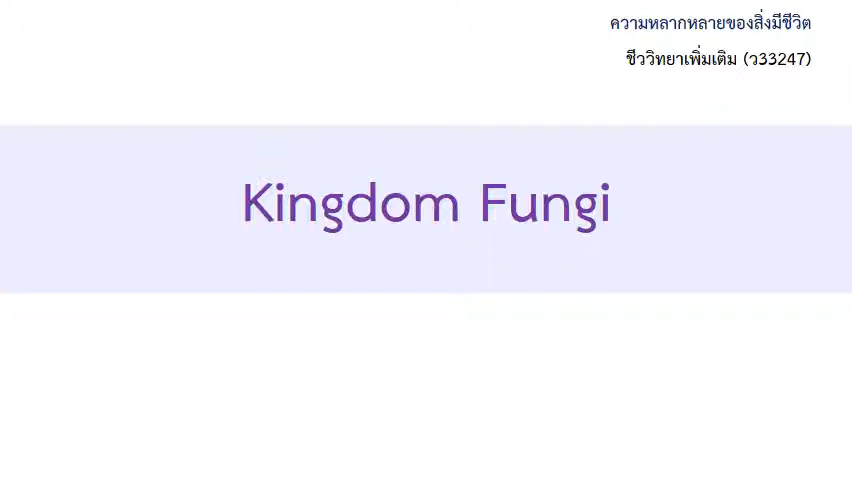 ความหลากหลายของสิ่งมีชีวิต
ชีววิทยาเพิ่มเติม (ว33247)
Kingdom Fungi